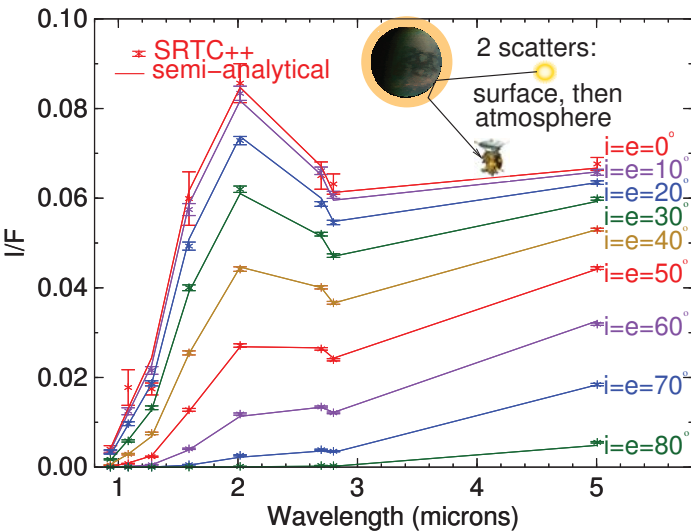 0.10
0.08
0.06
0.04
0.02
0.00
I/F
SRTC++
semi-analytical
2 scatters:
surface, then
atmosphere
i=e=0°
i=e=10°
i=e=20°
i=e=30°
i=e=40°
i=e=50°
i=e=60°
i=e=70°
i=e=80°
1 2 3 4 5
Wavelength (microns)